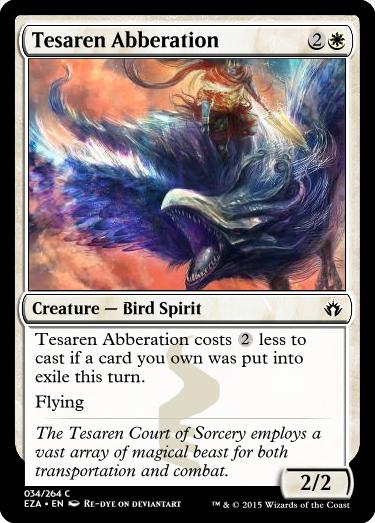 Tesaren Abberation 2
Creature — Bird Spirit
Tesaren Abberation costs 2 less to
cast if a card you own was put into
exile this turn.
Flying
The Tesaren Court of Sorcery employs a
vast array of magical beast for both
transportation and combat.
2/2
034/264 C
EZA • EN RE-DYE ON DEVIANTART ™ & © 2015 Wizards of the Coast